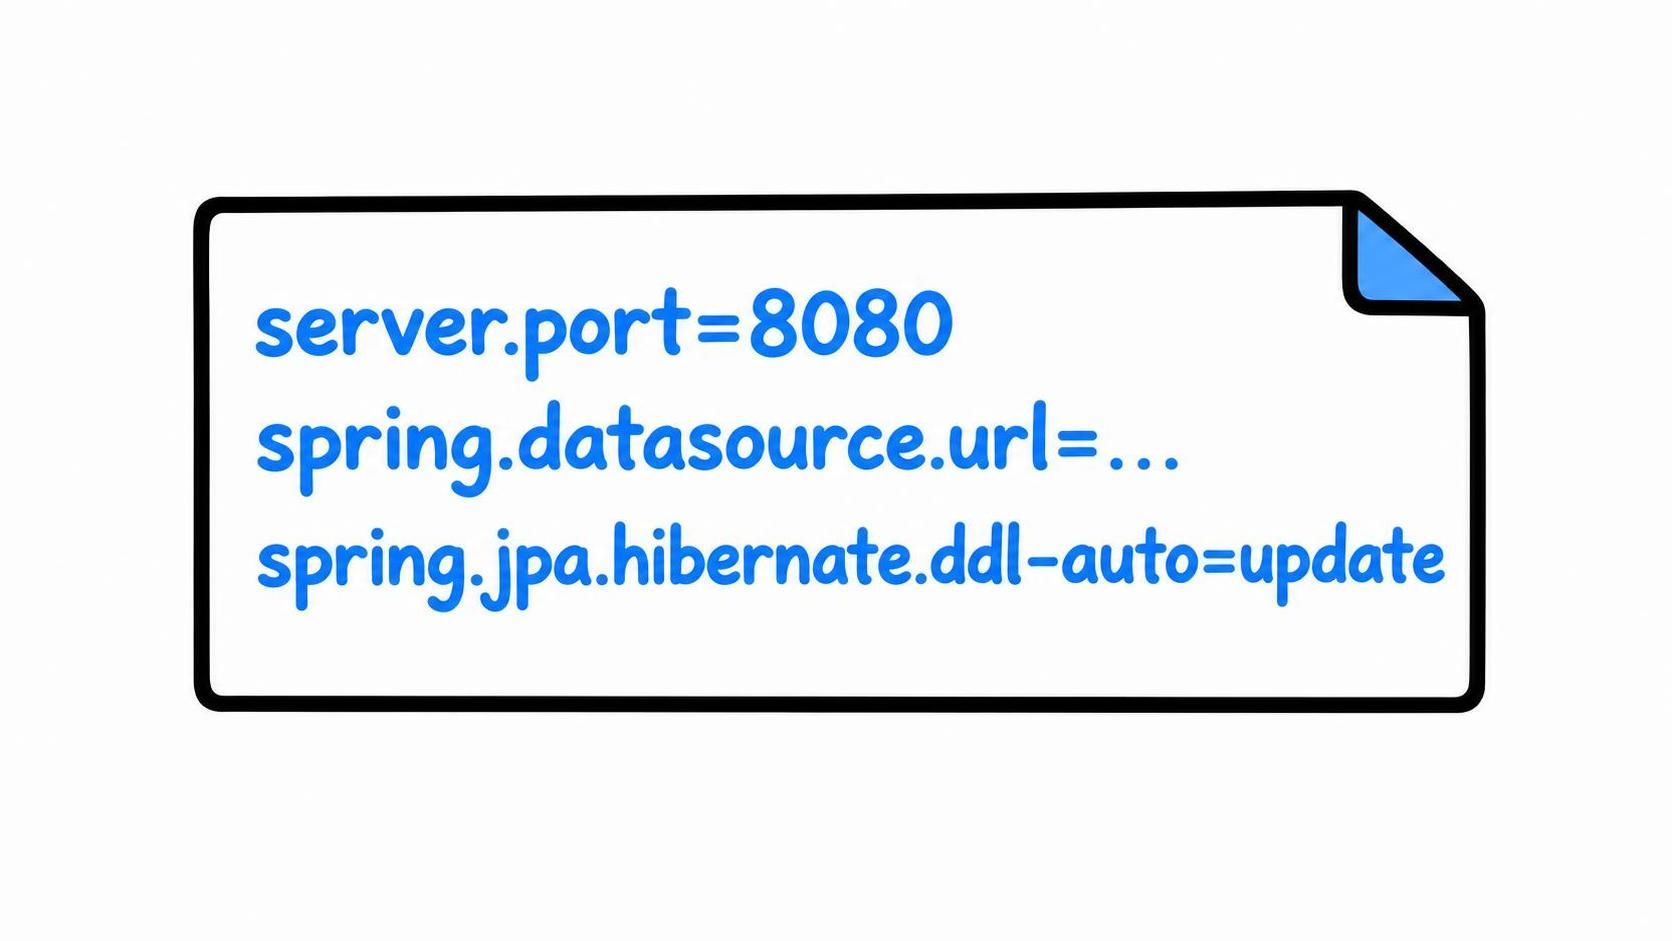 server.port=8080
spring.datasource.url=...
spring.jpa.hibernate.ddl-auto=update